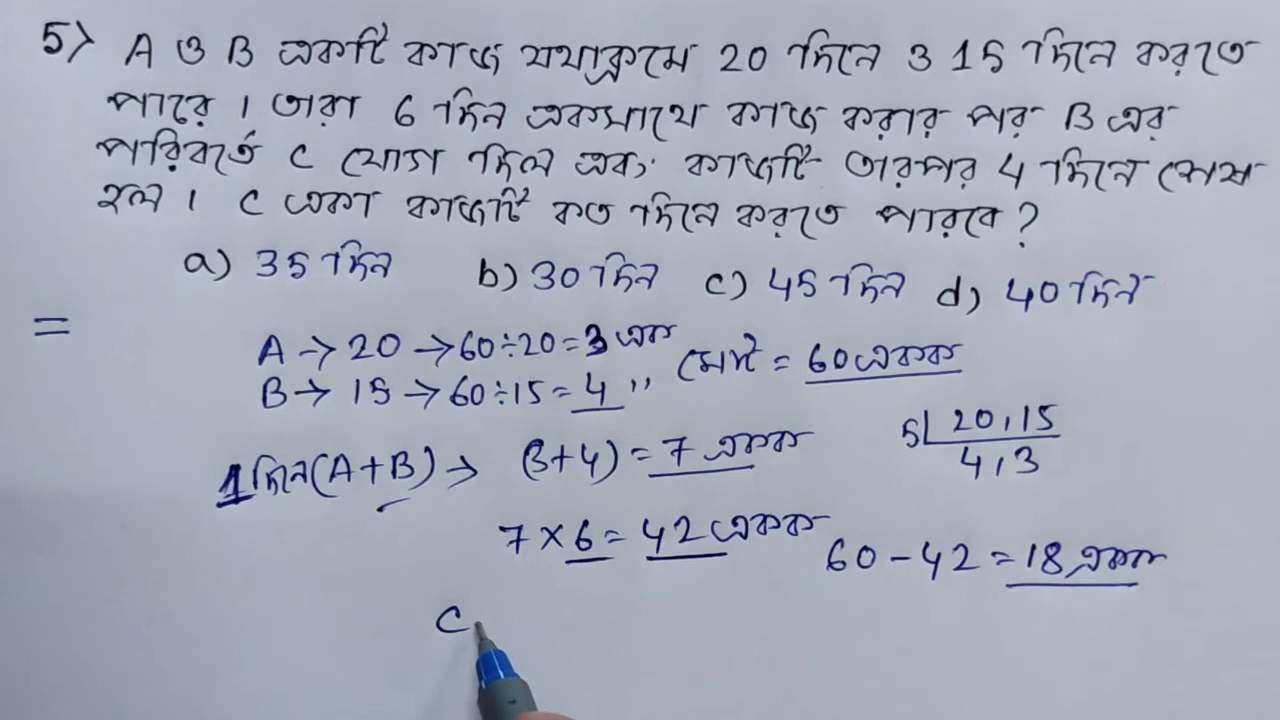 5) A ও B একটি কাজ যথাক্রমে 20 দিনে ও 15 দিনে করতে
পারে। তারা 6 দিন একসাথে কাজ করার পর B এর
পরিবর্তে C যোগ দিল এবং কাজটি তারপর 4 দিনে শেষ
হল। C একা কাজটি কত দিনে করতে পারবে?
a) 35 দিন b) 30 দিন c) 45 দিন d) 40 দিন
=
A → 20 → 60÷20 = 3 একক
B → 15 → 60÷15 = 4 "
মোট = 60 একক
5| 20, 15
4, 3
1 দিনে (A+B) → (3+4) = 7 একক
7 × 6 = 42 একক
60 - 42 = 18 একক
C